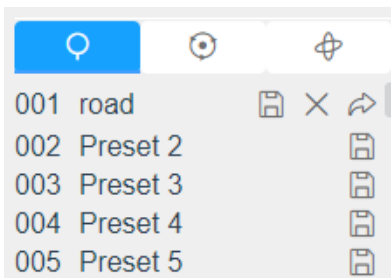 001 road
002 Preset 2
003 Preset 3
004 Preset 4
005 Preset 5